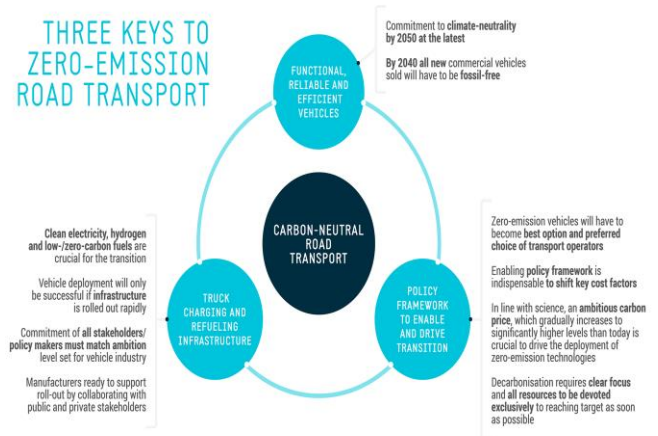 THREE KEYS TO
ZERO-EMISSION
ROAD TRANSPORT
FUNCTIONAL,
RELIABLE AND
EFFICIENT
VEHICLES
Commitment to climate-neutrality
by 2050 at the latest
By 2040 all new commercial vehicles
sold will have to be fossil-free
CARBON-NEUTRAL
ROAD
TRANSPORT
Clean electricity, hydrogen
and low-/zero-carbon fuels are
crucial for the transition
Vehicle deployment will only
be successful if infrastructure
is rolled out rapidly
Commitment of all stakeholders/
policy makers must match ambition
level set for vehicle industry
Manufacturers ready to support
roll-out by collaborating with
public and private stakeholders
TRUCK
CHARGING AND
REFUELING
INFRASTRUCTURE
POLICY
FRAMEWORK
TO ENABLE
AND DRIVE
TRANSITION
Zero-emission vehicles will have to
become best option and preferred
choice of transport operators
Enabling policy framework is
indispensable to shift key cost factors
In line with science, an ambitious carbon
price, which gradually increases to
significantly higher levels than today is
crucial to drive the deployment of
zero-emission technologies
Decarbonisation requires clear focus
and all resources to be devoted
exclusively to reaching target as soon
as possible